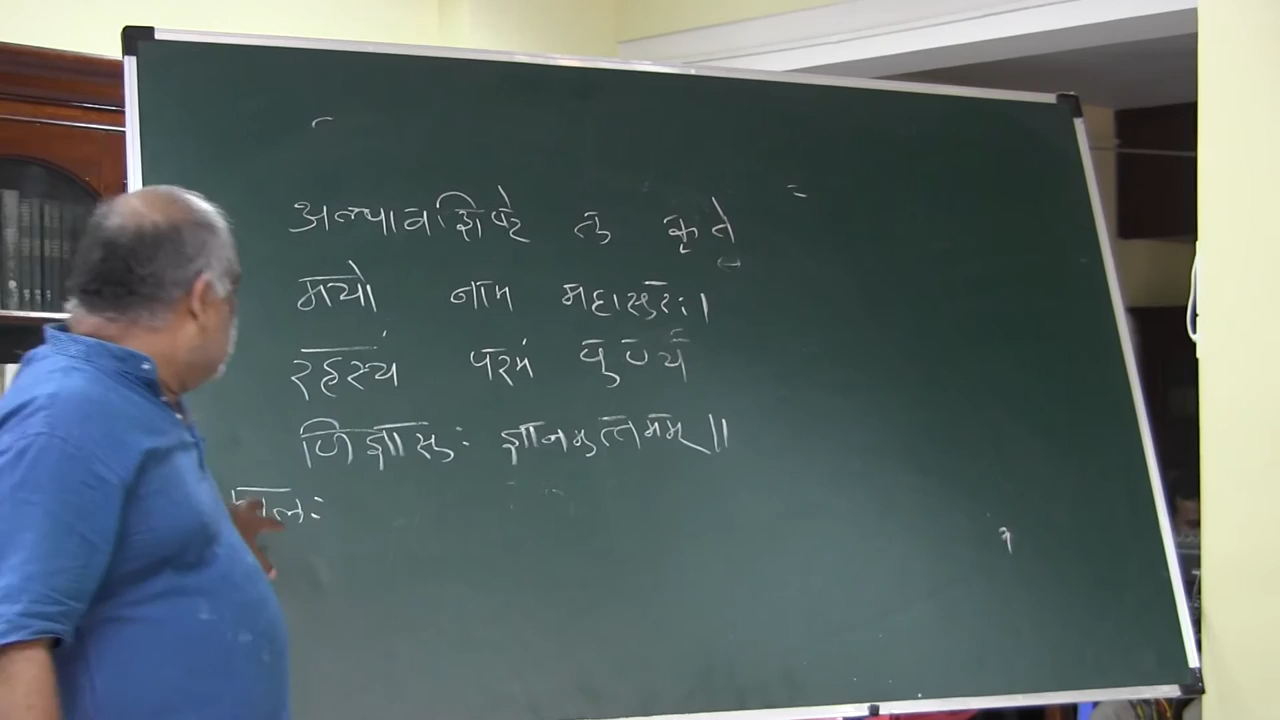 अल्पावशिष्टे तु कृते
मयो नाम महासुरः।
रहस्यं परमं पुण्यं
जिज्ञासुः ज्ञानमुत्तमम्॥